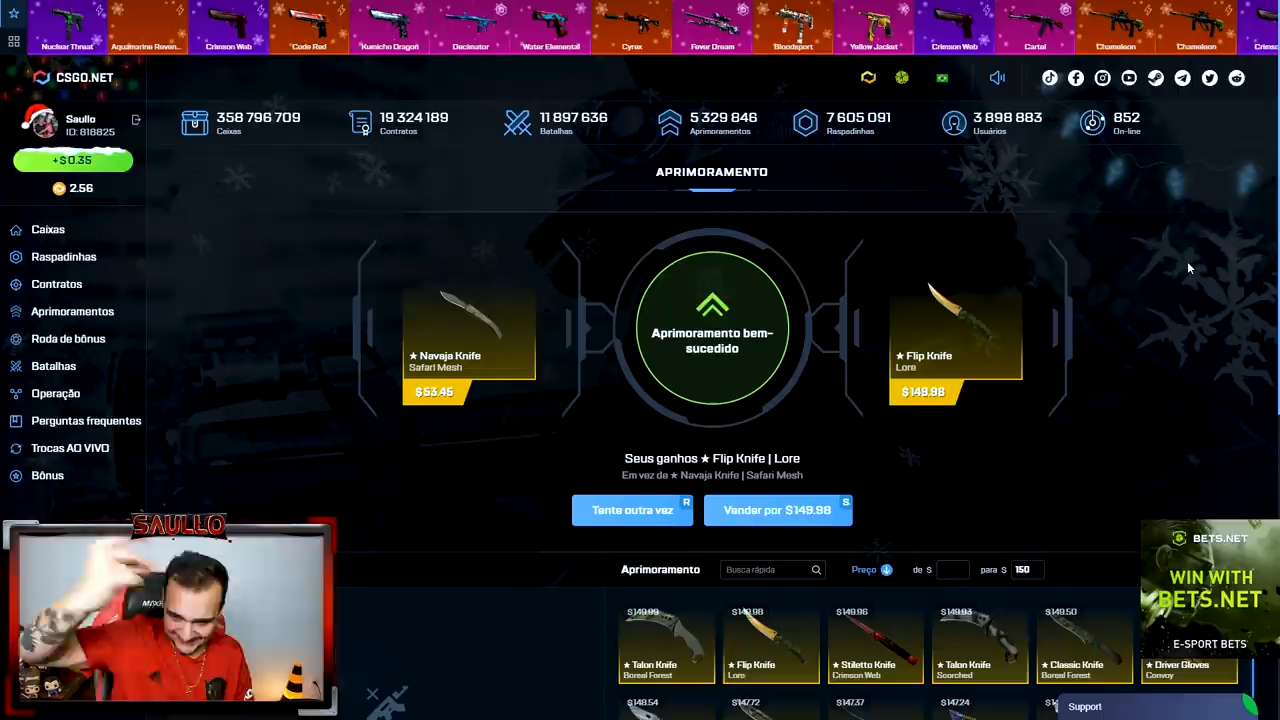 Nuclear Threat
Aquamarine Reven...
Crimson Web
Code Red
Kumicho Dragon
Decimator
Water Elemental
Cyrex
Fever Dream
Bloodsport
Yellow Jacket
Crimson Web
Cartel
Chameleon
Chameleon
CSGO.NET
Saullo
ID: 818825
+$0.35
2.56
358 796 709
Caixas
19 324 189
Contratos
11 897 636
Batalhas
5 329 846
Aprimoramentos
7 605 091
Raspadinhas
3 898 883
Usuários
852
On-line
APRIMORAMENTO
Caixas
Raspadinhas
Contratos
Aprimoramentos
Roda de bônus
Batalhas
Operação
Perguntas frequentes
Trocas AO VIVO
Bônus
★ Navaja Knife
Safari Mesh
$53.45
Aprimoramento bem-
sucedido
★ Flip Knife
Lore
$149.98
Seus ganhos ★ Flip Knife | Lore
Em vez de ★ Navaja Knife | Safari Mesh
Tente outra vez R
Vender por $149.98 S
SAULLO
Aprimoramento
Busca rápida
Preço
de $
para $ 150
$149.99
★ Talon Knife
Boreal Forest
$149.98
★ Flip Knife
Lore
$149.96
★ Stiletto Knife
Crimson Web
$149.93
★ Talon Knife
Scorched
$149.50
★ Classic Knife
Boreal Forest
★ Driver Gloves
Convoy
$147.72
$147.37
$147.24
BETS.NET
WIN WITH
BETS.NET
E-SPORT BETS
Support